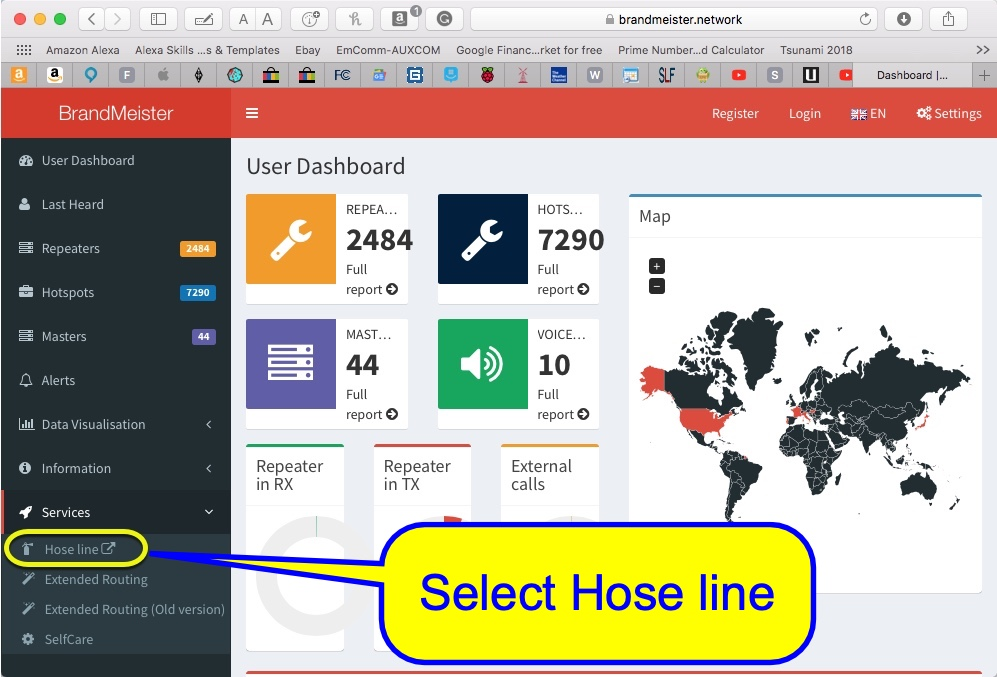 1
brandmeister.network
A A
Amazon Alexa Alexa Skills ...s & Templates Ebay EmComm-AUXCOM Google Financ...rket for free Prime Number...d Calculator Tsunami 2018 >>
a a F FC G W SLF S U Dashboard |... +
BrandMeister
Register Login EN Settings
User Dashboard
Last Heard
Repeaters 2484
Hotspots 7290
Masters 44
Alerts
Data Visualisation
Information
Services
Hose line
Extended Routing
Extended Routing (Old version)
SelfCare
User Dashboard
REPEA...
2484
Full
report
HOTS...
7290
Full
report
MAST...
44
Full
report
VOICE...
10
Full
report
Map
+
−
Repeater
in RX
Repeater
in TX
External
calls
Select Hose line